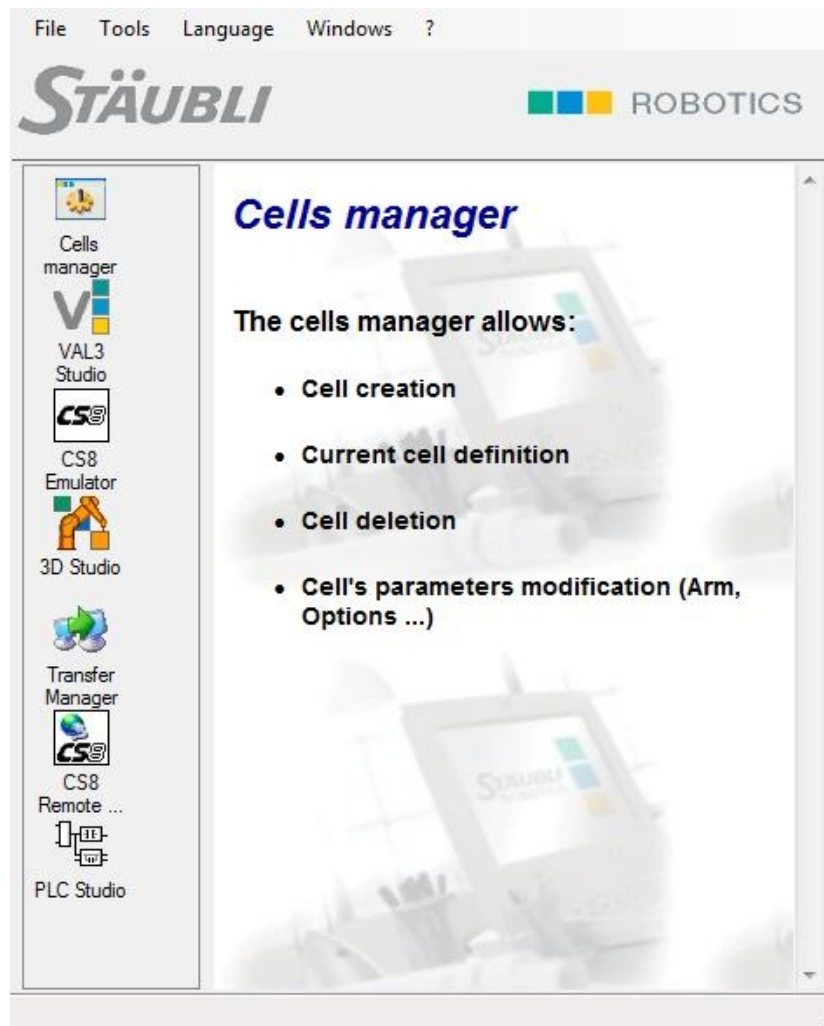 File Tools Language Windows ?
STÄUBLI
ROBOTICS
Cells
manager
VAL3
Studio
CS8
CS8
Emulator
3D Studio
Transfer
Manager
CS8
CS8
Remote ...
PLC Studio
Cells manager
The cells manager allows:
• Cell creation
• Current cell definition
• Cell deletion
• Cell's parameters modification (Arm,
Options ...)
STÄUBLI
ROBOTICS